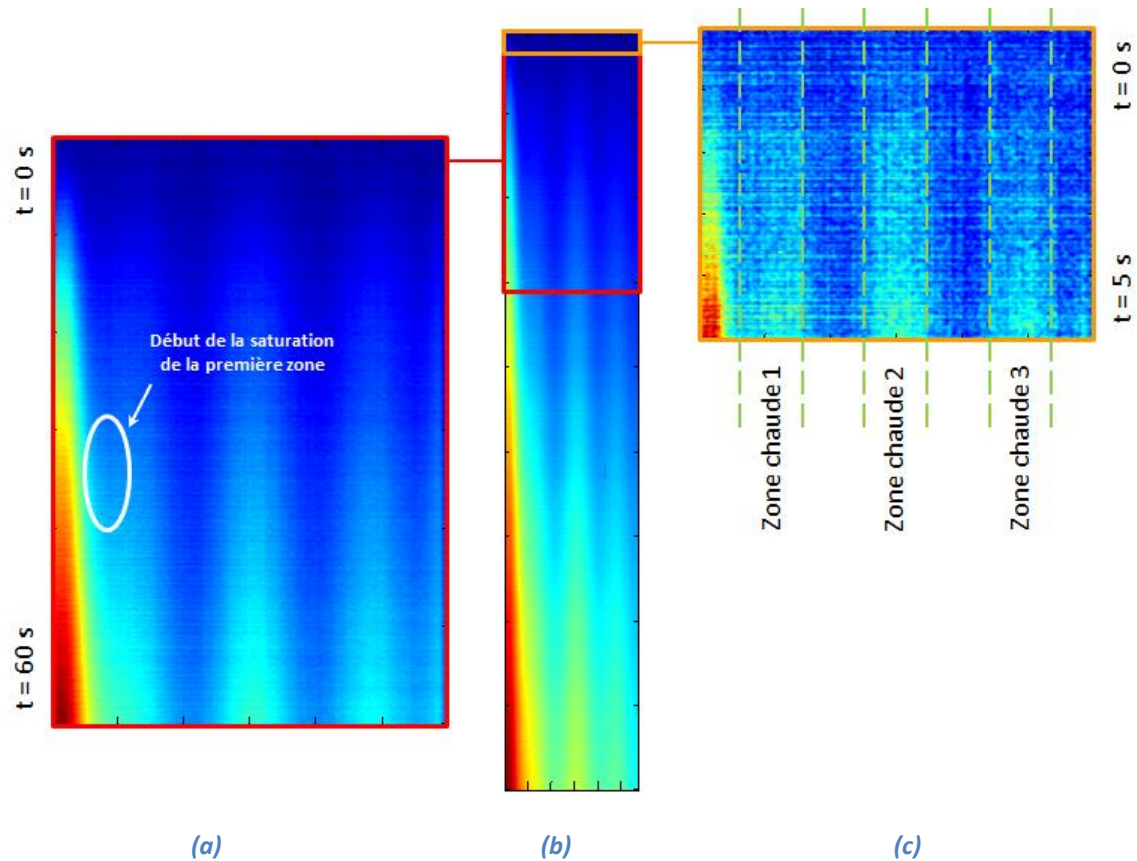 t = 0 s
t = 60 s
Début de la saturation
de la première zone
t = 0 s
t = 5 s
Zone chaude 1
Zone chaude 2
Zone chaude 3
(a)
(b)
(c)